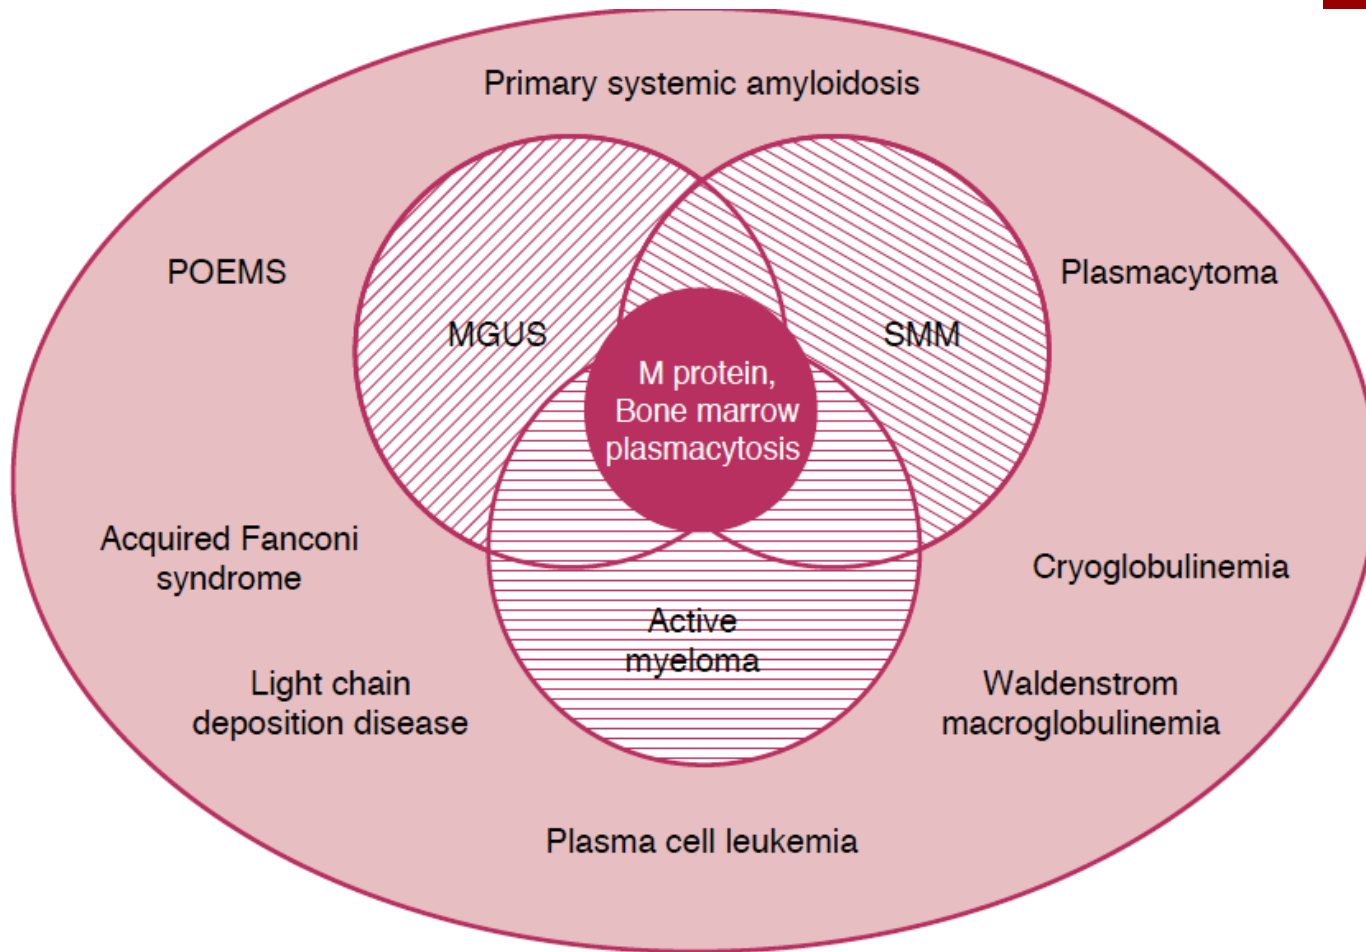 Primary systemic amyloidosis
POEMS
Plasmacytoma
MGUS
SMM
M protein,
Bone marrow
plasmacytosis
Acquired Fanconi
syndrome
Cryoglobulinemia
Active
myeloma
Light chain
deposition disease
Waldenstrom
macroglobulinemia
Plasma cell leukemia